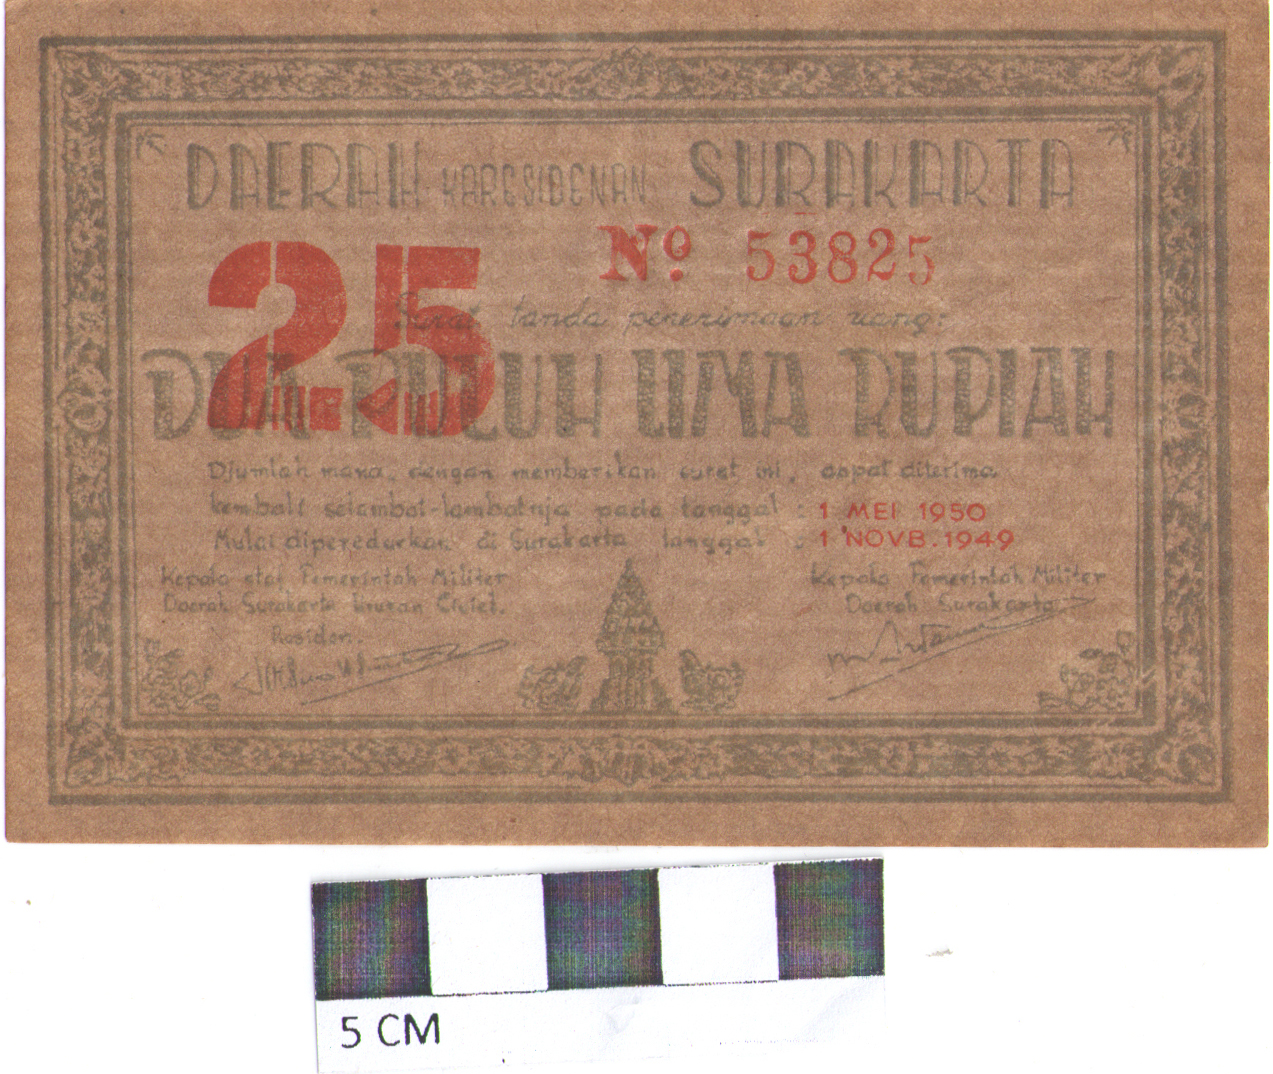 DAERAH KARESIDENAN SURAKARTA
25
No 53825
Surat tanda penerimaan uang:
DUA PULUH LIMA RUPIAH
Djumlah mana, dengan memberikan surat ini, dapat diterima
kembali selambat-lambatnja pada tanggal : 1 MEI 1950
Mulai diperedarkan di Surakarta tanggal : 1 NOVB. 1949
Kepala staf Pemerintah Militer
Daerah Surakarta Urusan Civiel.
Residen.
Kepala Pemerintah Militer
Daerah Surakarta
5 CM